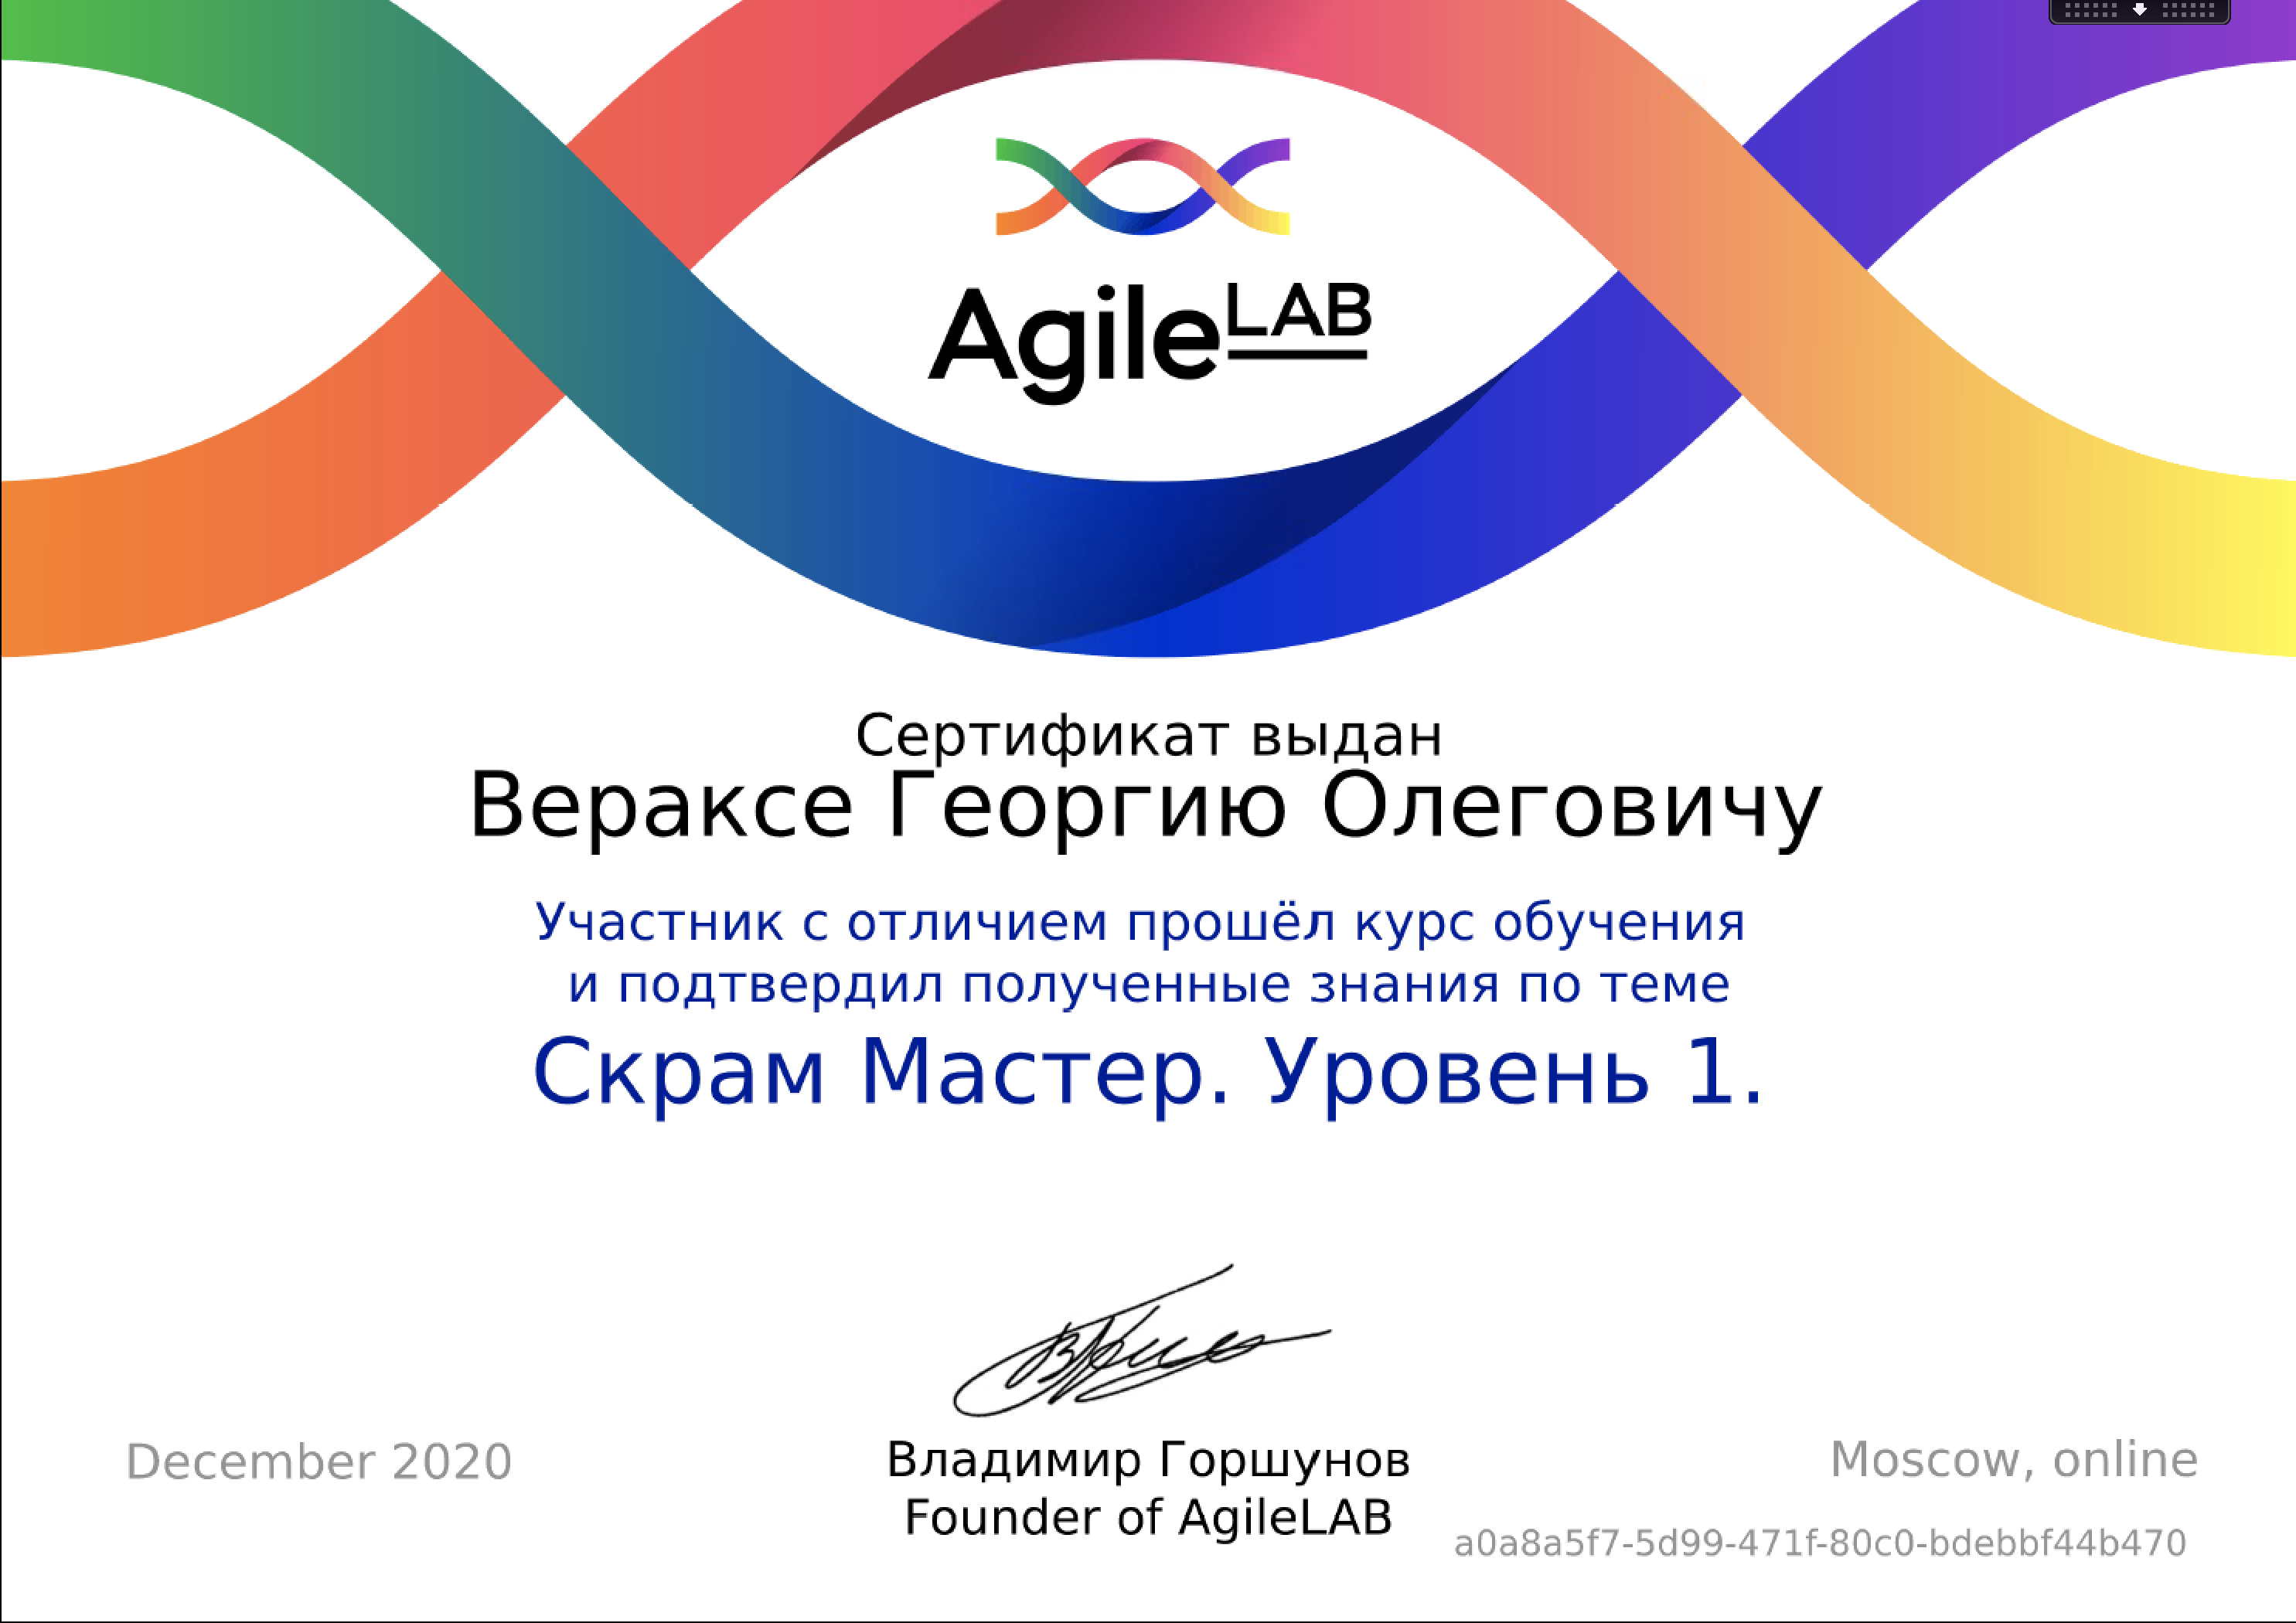 AgileLAB
Сертификат выдан
Вераксе Георгию Олеговичу
Участник с отличием прошёл курс обучения
и подтвердил полученные знания по теме
Скрам Мастер. Уровень 1.
December 2020
Владимир Горшунов
Founder of AgileLAB
Moscow, online
a0a8a5f7-5d99-471f-80c0-bdebbf44b470